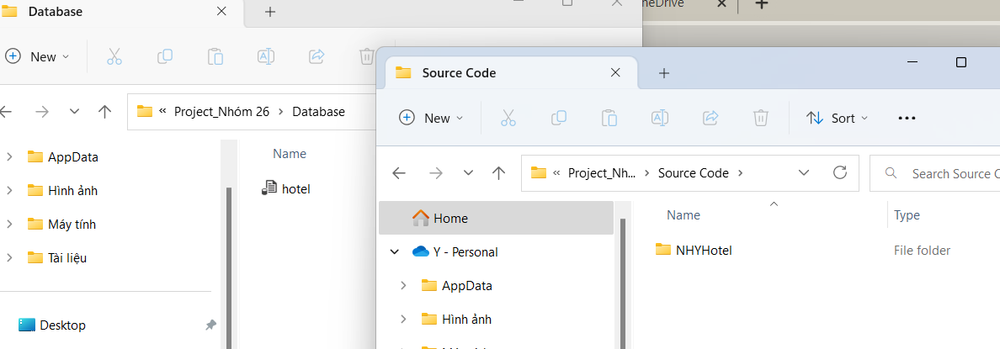 Database
New
« Project_Nhóm 26 > Database
AppData
Hình ảnh
Máy tính
Tài liệu
Desktop
Name
hotel
Source Code
New
Sort
« Project_Nh... > Source Code >
Search Source
Home
Y - Personal
AppData
Hình ảnh
Name
Type
NHYHotel
File folder